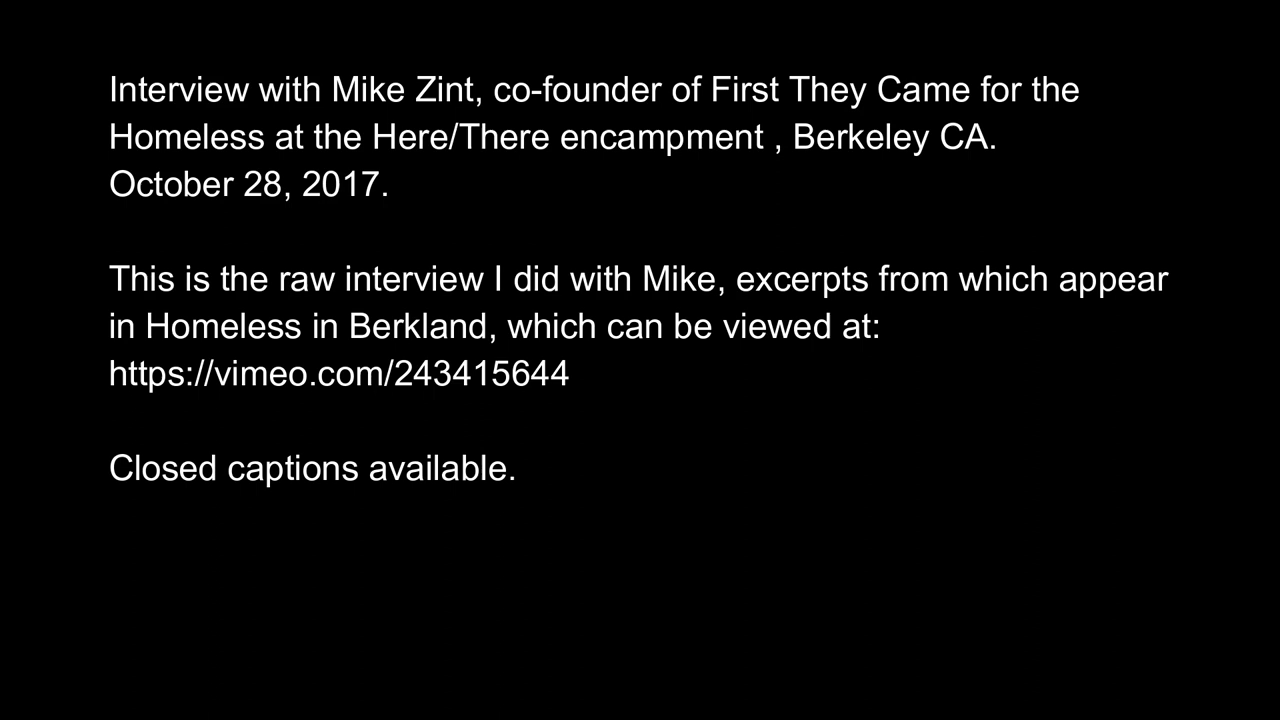 Interview with Mike Zint, co-founder of First They Came for the
Homeless at the Here/There encampment , Berkeley CA.
October 28, 2017.
This is the raw interview I did with Mike, excerpts from which appear
in Homeless in Berkland, which can be viewed at:
https://vimeo.com/243415644
Closed captions available.